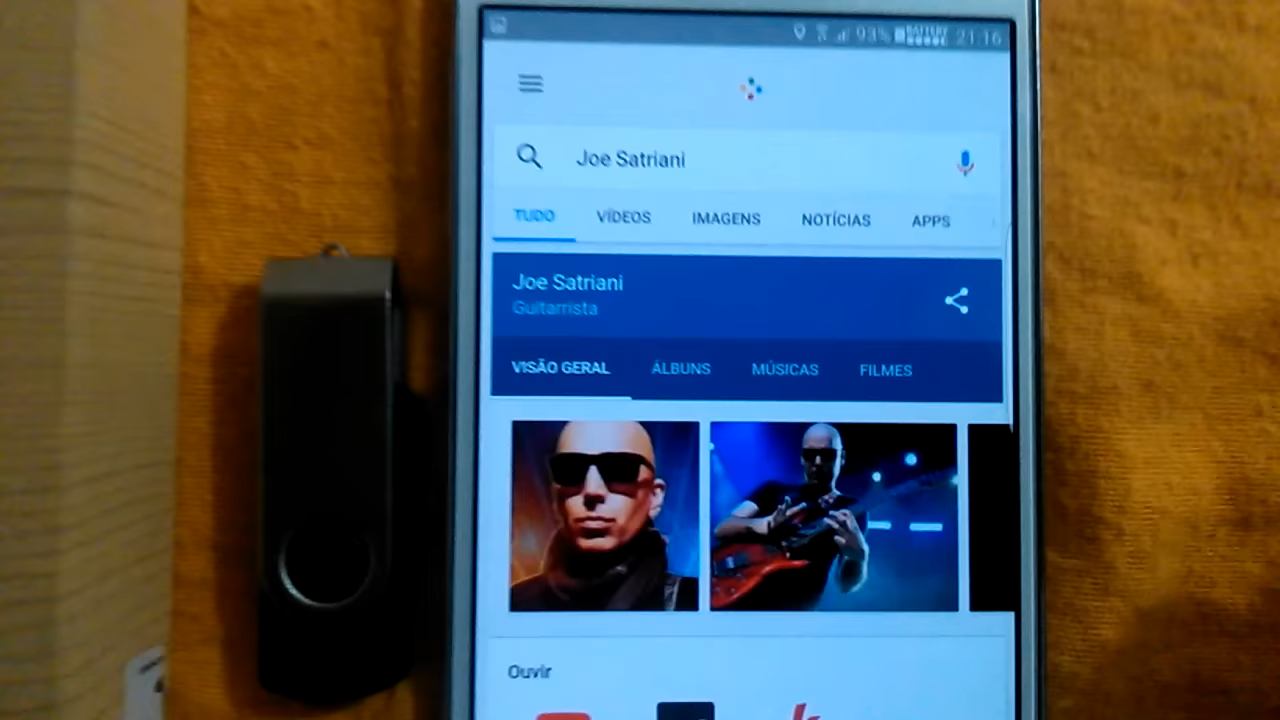 93% BATTERY 21:16
Joe Satriani
TUDO VÍDEOS IMAGENS NOTÍCIAS APPS
Joe Satriani
Guitarrista
VISÃO GERAL ÁLBUNS MÚSICAS FILMES
Ouvir